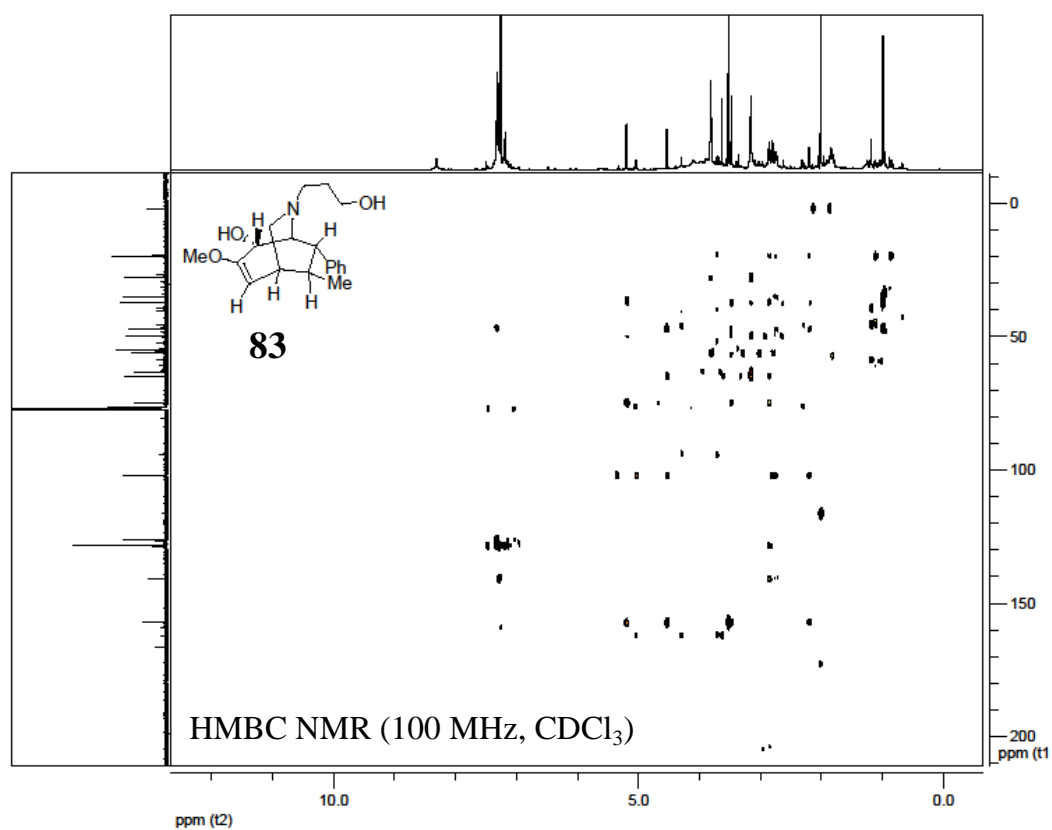 N
OH
HO
H
H
MeO
Ph
Me
H
H
H
83
HMBC NMR (100 MHz, CDCl₃)
0
50
100
150
200
ppm (t1
10.0
5.0
0.0
ppm (t2)